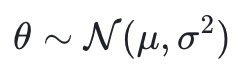 θ ∼ 𝒩(μ, σ²)